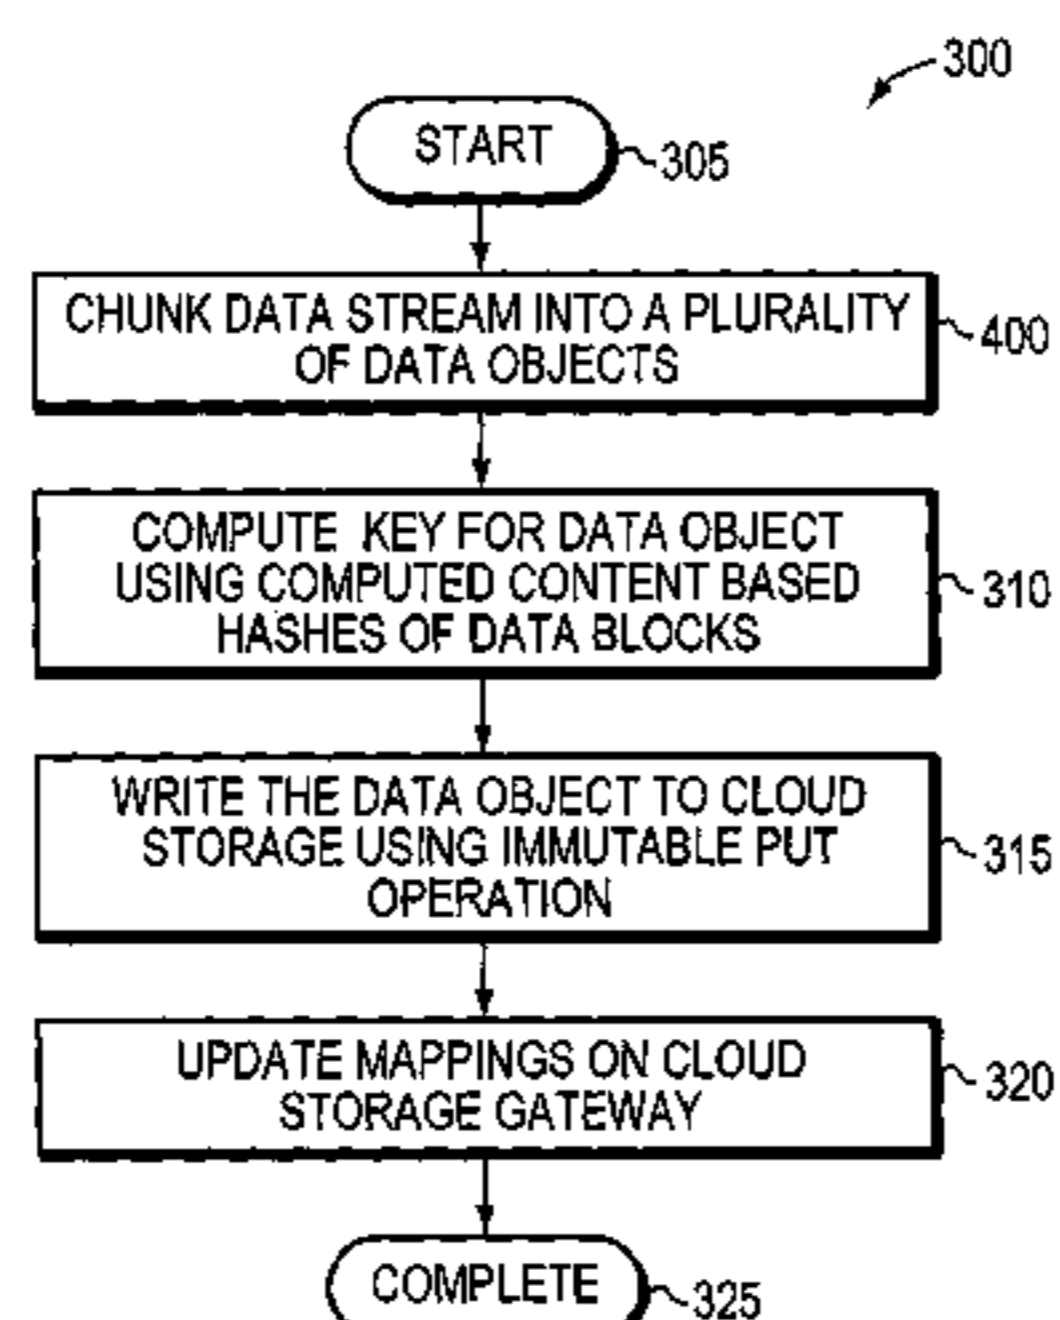 300
START
305
CHUNK DATA STREAM INTO A PLURALITY
OF DATA OBJECTS
400
COMPUTE KEY FOR DATA OBJECT
USING COMPUTED CONTENT BASED
HASHES OF DATA BLOCKS
310
WRITE THE DATA OBJECT TO CLOUD
STORAGE USING IMMUTABLE PUT
OPERATION
315
UPDATE MAPPINGS ON CLOUD
STORAGE GATEWAY
320
COMPLETE
325